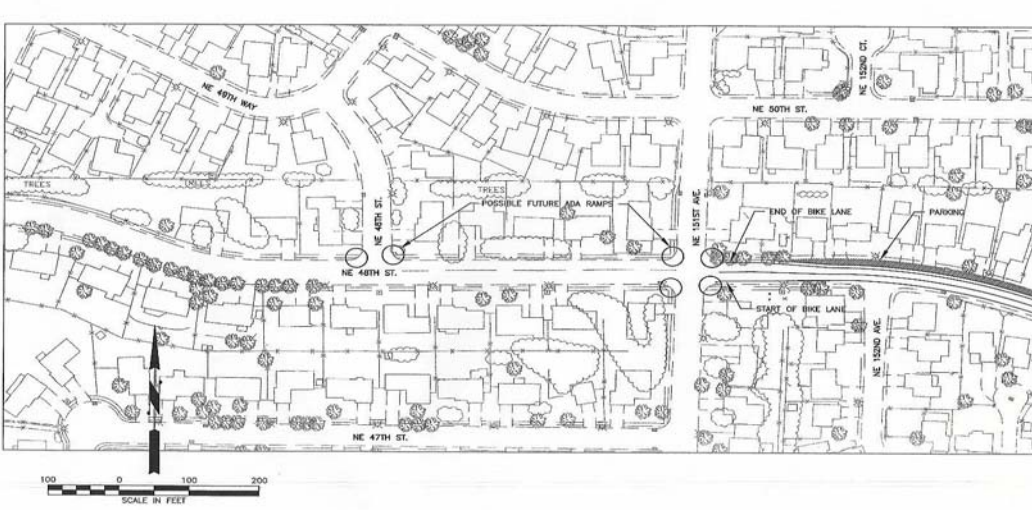 NE 152ND CT.
NE 49TH WAY
NE 50TH ST.
TREES
TREES
TREES
POSSIBLE FUTURE ADA RAMPS
NE 48TH ST.
NE 151ST AVE.
END OF BIKE LANE
PARKING
NE 48TH ST.
START OF BIKE LANE
NE 152ND AVE.
NE 47TH ST.
100 0 100 200
SCALE IN FEET